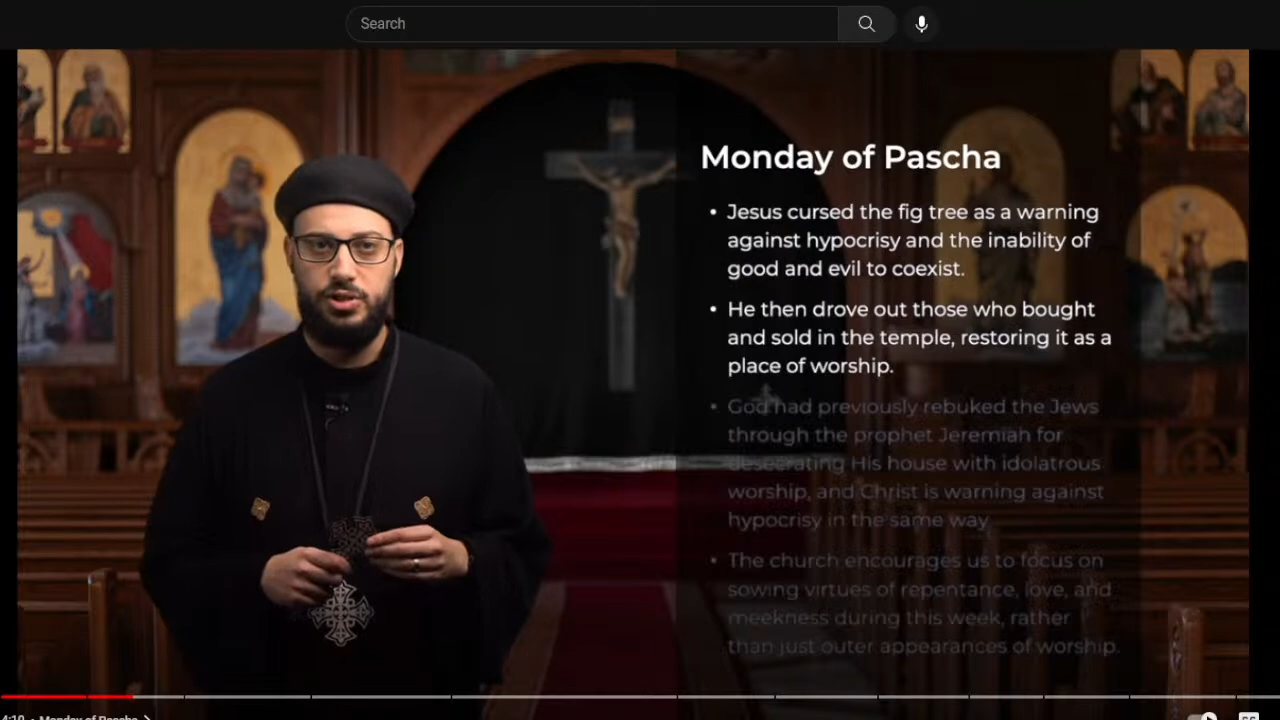 Search
Monday of Pascha
• Jesus cursed the fig tree as a warning
against hypocrisy and the inability of
good and evil to coexist.
• He then drove out those who bought
and sold in the temple, restoring it as a
place of worship.
• God had previously rebuked the Jews
through the prophet Jeremiah for
desecrating His house with idolatrous
worship, and Christ is warning against
hypocrisy in the same way
• The church encourages us to focus on
sowing virtues of repentance, love, and
meekness during this week, rather
than just outer appearances of worship.
4:10 • Monday of Pascha
CC